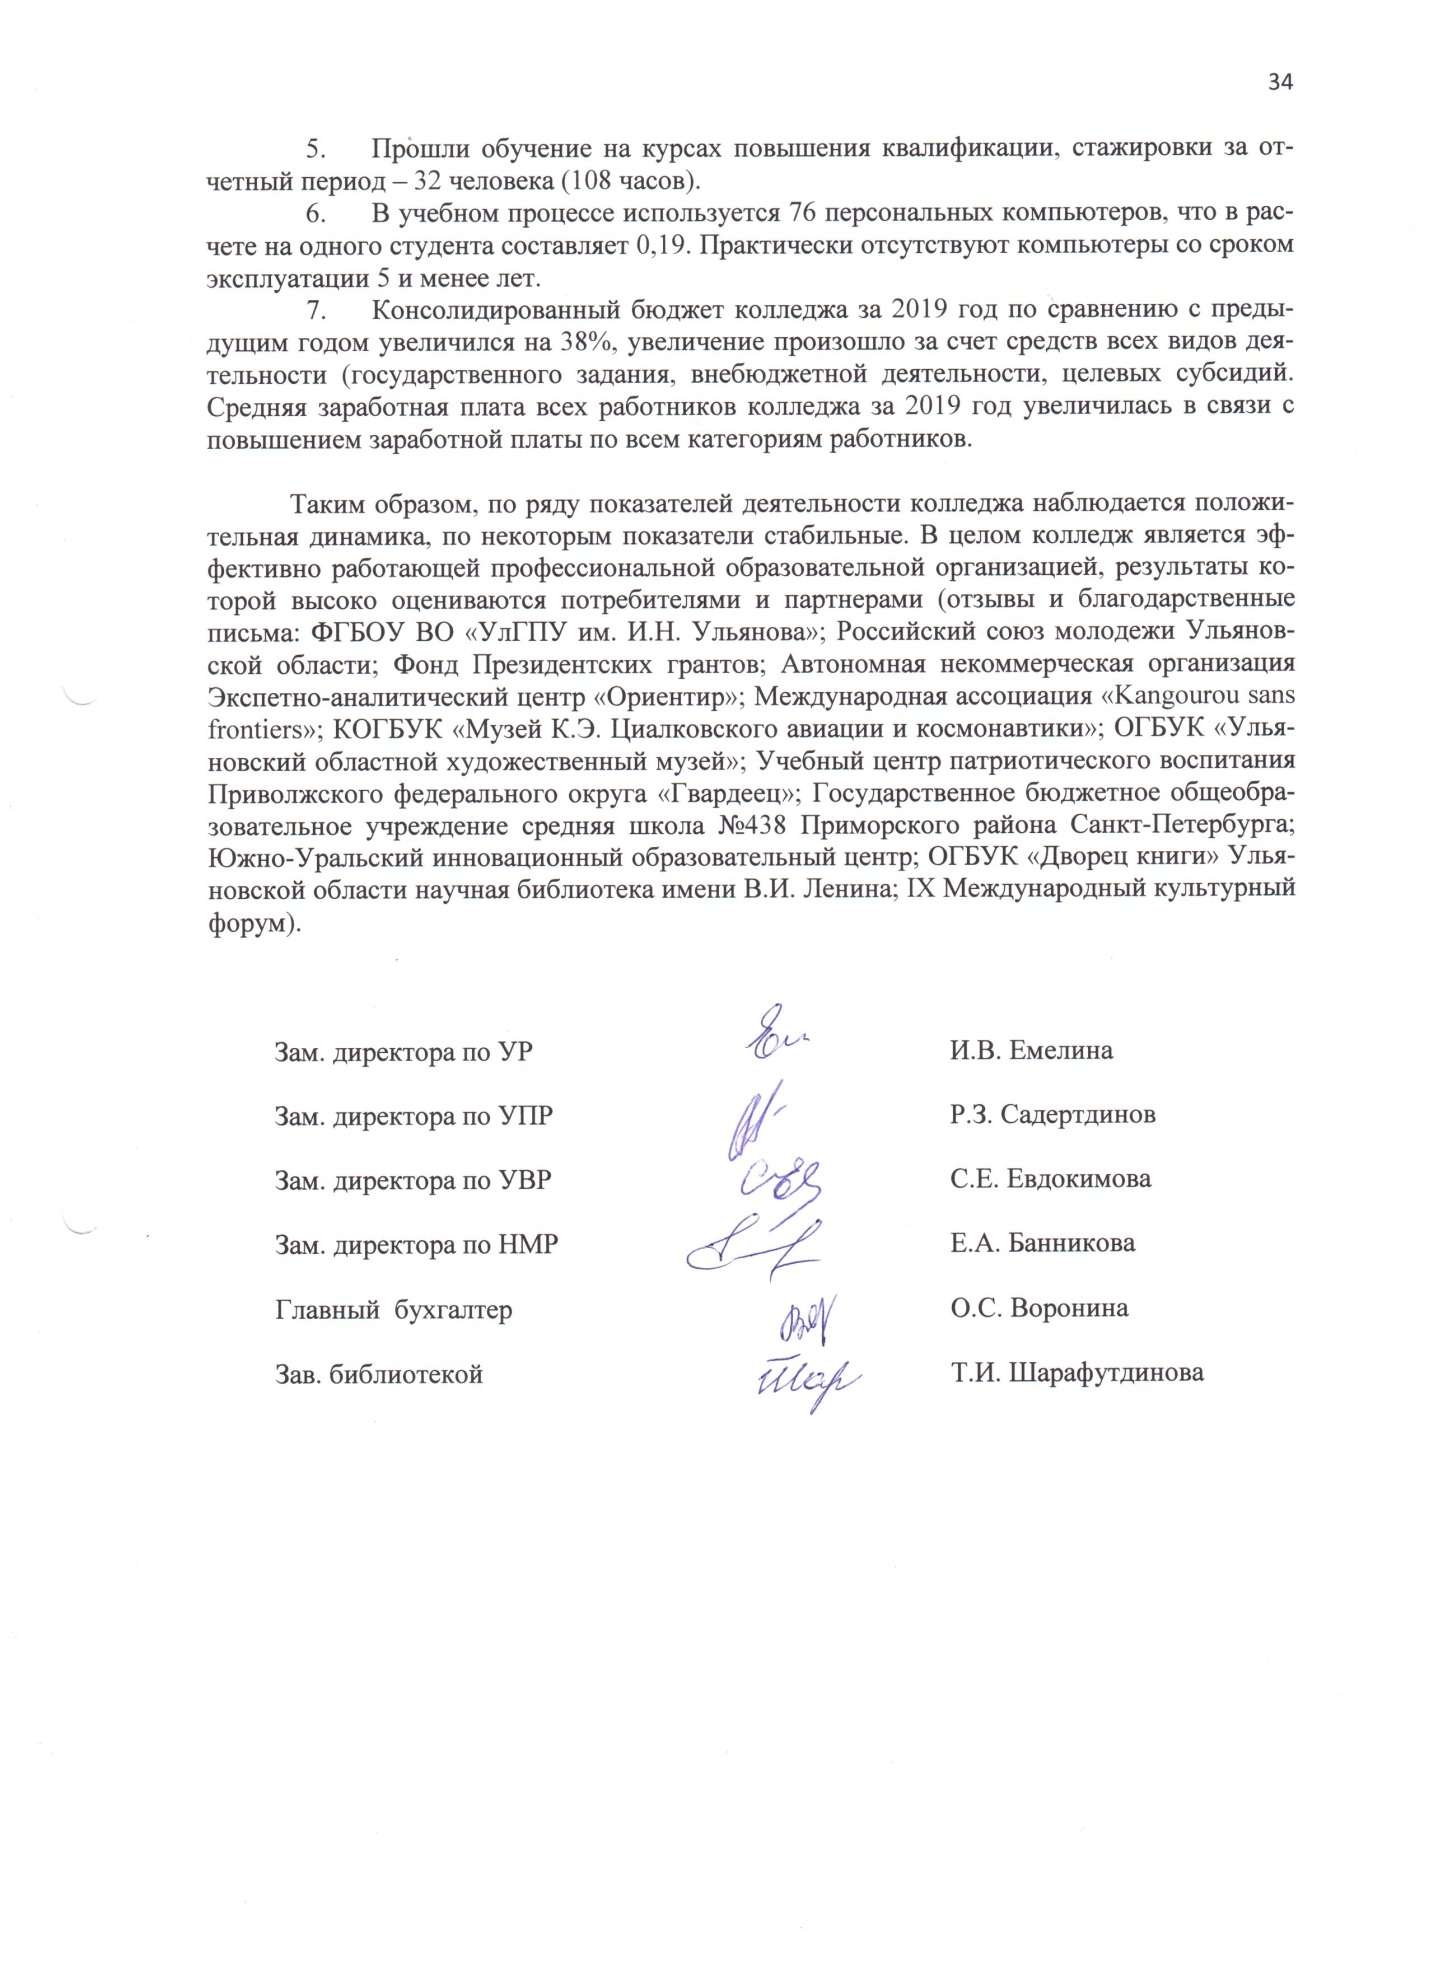 34
5. Прошли обучение на курсах повышения квалификации, стажировки за от-
четный период – 32 человека (108 часов).
6. В учебном процессе используется 76 персональных компьютеров, что в рас-
чете на одного студента составляет 0,19. Практически отсутствуют компьютеры со сроком
эксплуатации 5 и менее лет.
7. Консолидированный бюджет колледжа за 2019 год по сравнению с преды-
дущим годом увеличился на 38%, увеличение произошло за счет средств всех видов дея-
тельности (государственного задания, внебюджетной деятельности, целевых субсидий.
Средняя заработная плата всех работников колледжа за 2019 год увеличилась в связи с
повышением заработной платы по всем категориям работников.
Таким образом, по ряду показателей деятельности колледжа наблюдается положи-
тельная динамика, по некоторым показатели стабильные. В целом колледж является эф-
фективно работающей профессиональной образовательной организацией, результаты ко-
торой высоко оцениваются потребителями и партнерами (отзывы и благодарственные
письма: ФГБОУ ВО «УлГПУ им. И.Н. Ульянова»; Российский союз молодежи Ульянов-
ской области; Фонд Президентских грантов; Автономная некоммерческая организация
Экспетно-аналитический центр «Ориентир»; Международная ассоциация «Kangourou sans
frontiers»; КОГБУК «Музей К.Э. Циалковского авиации и космонавтики»; ОГБУК «Улья-
новский областной художественный музей»; Учебный центр патриотического воспитания
Приволжского федерального округа «Гвардеец»; Государственное бюджетное общеобра-
зовательное учреждение средняя школа №438 Приморского района Санкт-Петербурга;
Южно-Уральский инновационный образовательный центр; ОГБУК «Дворец книги» Улья-
новской области научная библиотека имени В.И. Ленина; IX Международный культурный
форум).
Зам. директора по УР И.В. Емелина
Зам. директора по УПР Р.З. Садертдинов
Зам. директора по УВР С.Е. Евдокимова
Зам. директора по НМР Е.А. Банникова
Главный бухгалтер О.С. Воронина
Зав. библиотекой Т.И. Шарафутдинова